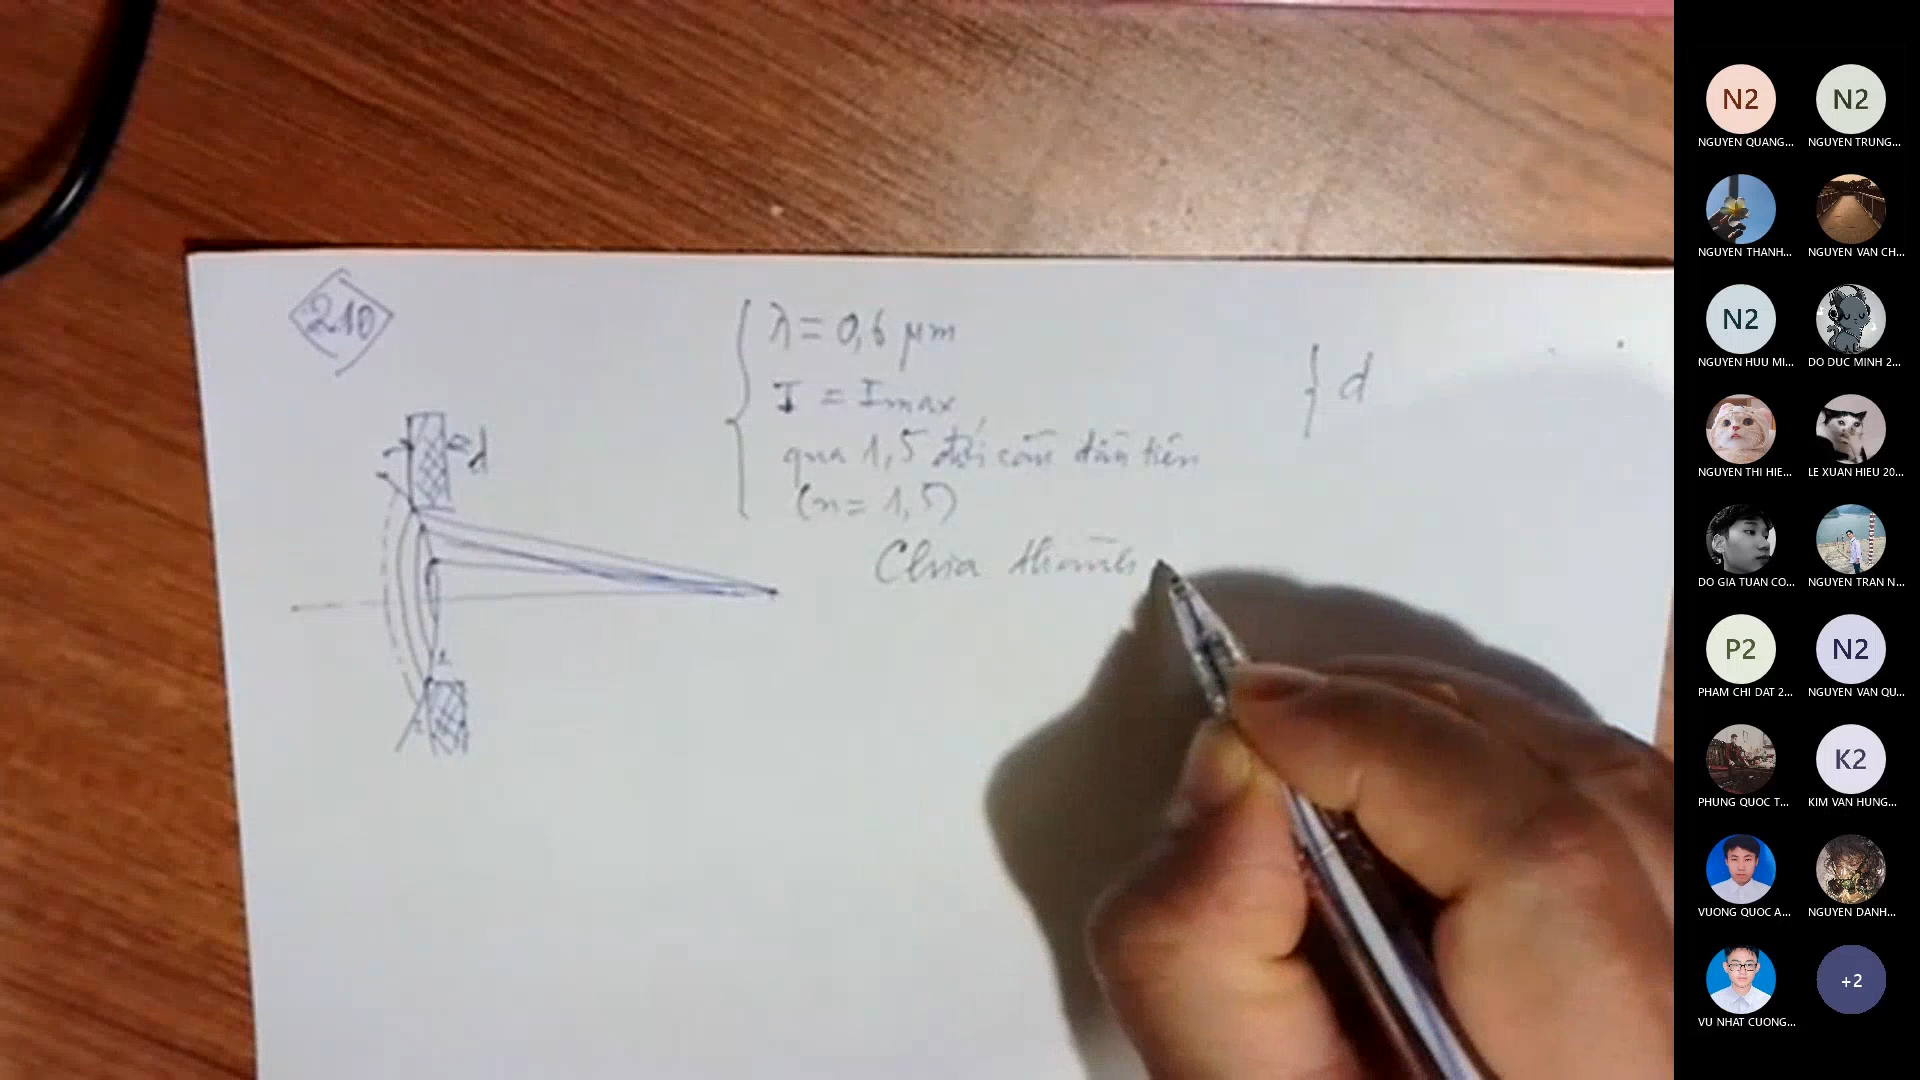 210
λ = 0,6 μm
I = Imax
qua 1,5 đới cầu đầu tiên
(n = 1,5)
} d
d
Chia thành
N2
N2
NGUYEN QUANG...
NGUYEN TRUNG...
NGUYEN THANH...
NGUYEN VAN CH...
N2
NGUYEN HUU MI...
DO DUC MINH 2...
NGUYEN THI HIE...
LE XUAN HIEU 20...
DO GIA TUAN CO...
NGUYEN TRAN N...
P2
N2
PHAM CHI DAT 2...
NGUYEN VAN QU...
K2
PHUNG QUOC T...
KIM VAN HUNG...
VUONG QUOC A...
NGUYEN DANH...
+2
VU NHAT CUONG...